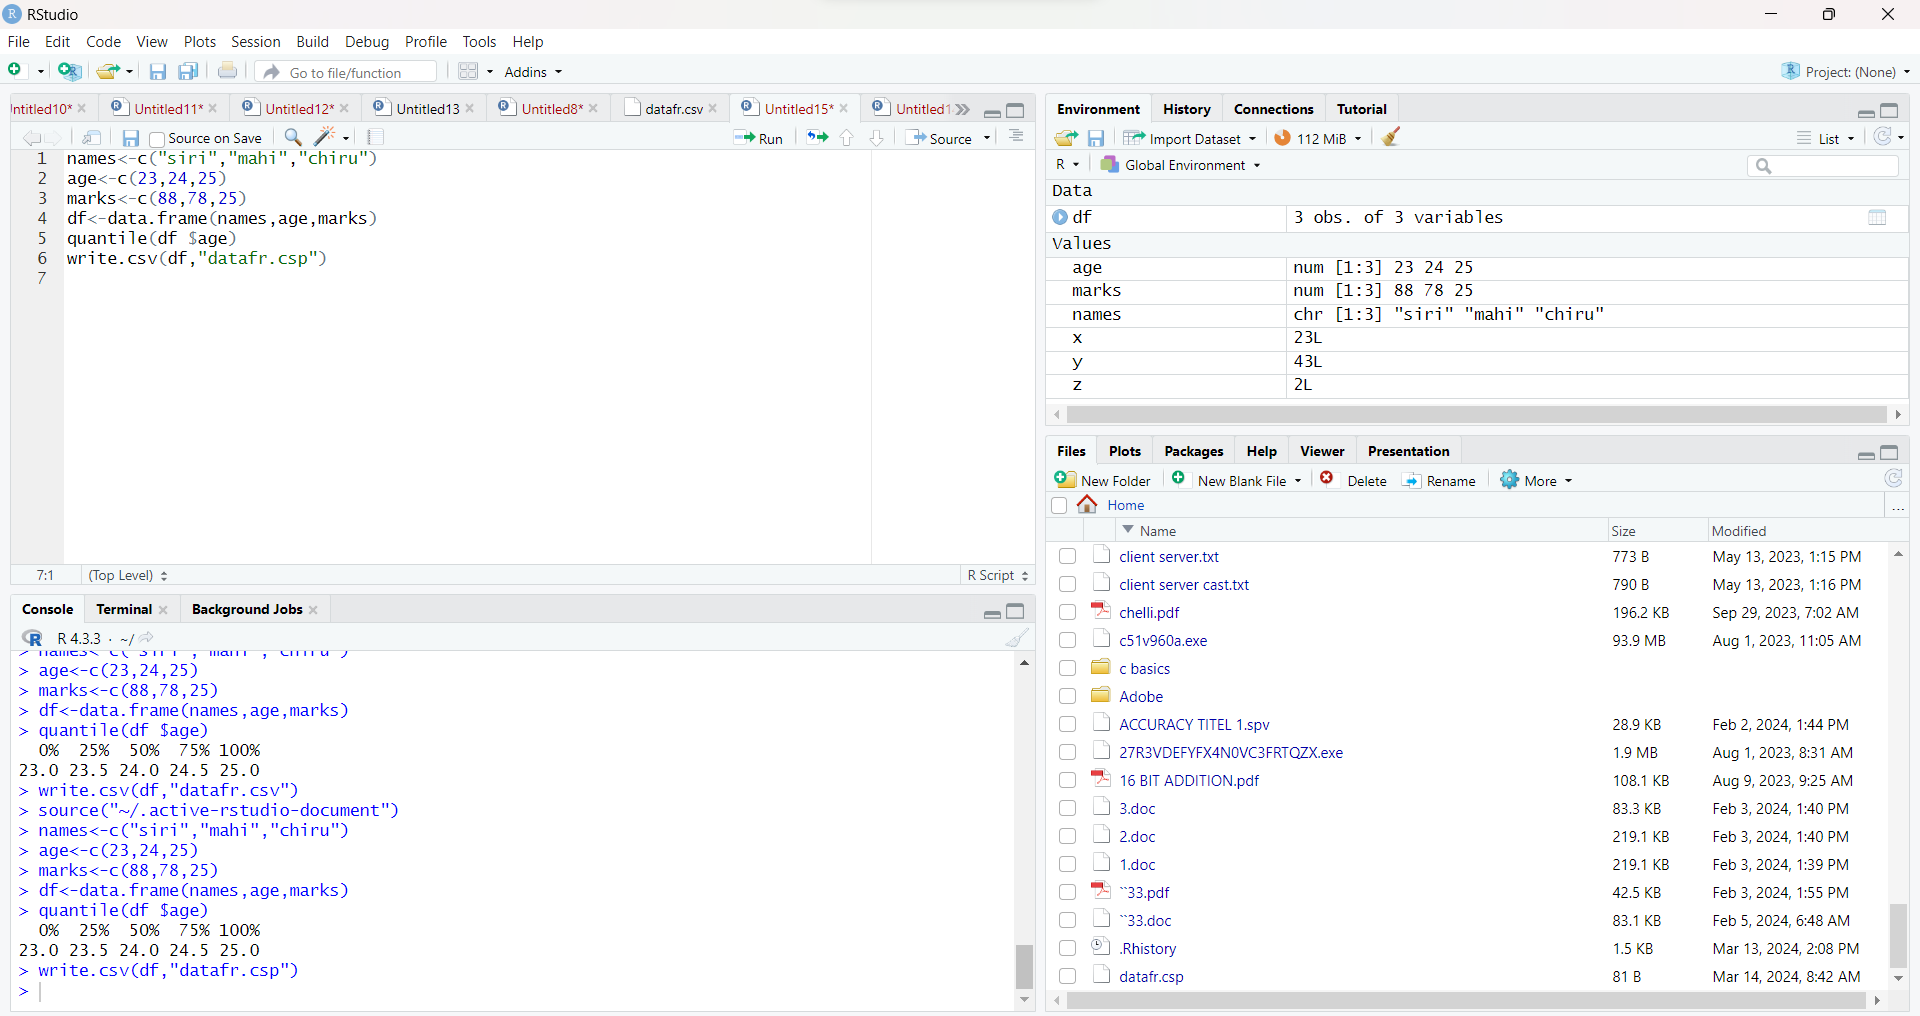 RStudio
File Edit Code View Plots Session Build Debug Profile Tools Help
Go to file/function Addins Project: (None)
ntitled10* Untitled11* Untitled12* Untitled13 Untitled8* datafr.csv Untitled15* Untitled1
Source on Save Run Source
1 names<-c("siri","mahi","chiru")
2 age<-c(23,24,25)
3 marks<-c(88,78,25)
4 df<-data.frame(names,age,marks)
5 quantile(df $age)
6 write.csv(df,"datafr.csp")
7
7:1 (Top Level) R Script
Console Terminal Background Jobs
R 4.3.3 · ~/
> names<-c("siri","mahi","chiru")
> age<-c(23,24,25)
> marks<-c(88,78,25)
> df<-data.frame(names,age,marks)
> quantile(df $age)
0% 25% 50% 75% 100%
23.0 23.5 24.0 24.5 25.0
> write.csv(df,"datafr.csv")
> source("~/.active-rstudio-document")
> names<-c("siri","mahi","chiru")
> age<-c(23,24,25)
> marks<-c(88,78,25)
> df<-data.frame(names,age,marks)
> quantile(df $age)
0% 25% 50% 75% 100%
23.0 23.5 24.0 24.5 25.0
> write.csv(df,"datafr.csp")
>
Environment History Connections Tutorial
Import Dataset 112 MiB List
R Global Environment
Data
df 3 obs. of 3 variables
Values
age num [1:3] 23 24 25
marks num [1:3] 88 78 25
names chr [1:3] "siri" "mahi" "chiru"
x 23L
y 43L
z 2L
Files Plots Packages Help Viewer Presentation
New Folder New Blank File Delete Rename More
Home ...
Name Size Modified
client server.txt 773 B May 13, 2023, 1:15 PM
client server cast.txt 790 B May 13, 2023, 1:16 PM
chelli.pdf 196.2 KB Sep 29, 2023, 7:02 AM
c51v960a.exe 93.9 MB Aug 1, 2023, 11:05 AM
c basics
Adobe
ACCURACY TITEL 1.spv 28.9 KB Feb 2, 2024, 1:44 PM
27R3VDEFYFX4N0VC3FRTQZX.exe 1.9 MB Aug 1, 2023, 8:31 AM
16 BIT ADDITION.pdf 108.1 KB Aug 9, 2023, 9:25 AM
3.doc 83.3 KB Feb 3, 2024, 1:40 PM
2.doc 219.1 KB Feb 3, 2024, 1:40 PM
1.doc 219.1 KB Feb 3, 2024, 1:39 PM
``33.pdf 42.5 KB Feb 3, 2024, 1:55 PM
``33.doc 83.1 KB Feb 5, 2024, 6:48 AM
.Rhistory 1.5 KB Mar 13, 2024, 2:08 PM
datafr.csp 81 B Mar 14, 2024, 8:42 AM